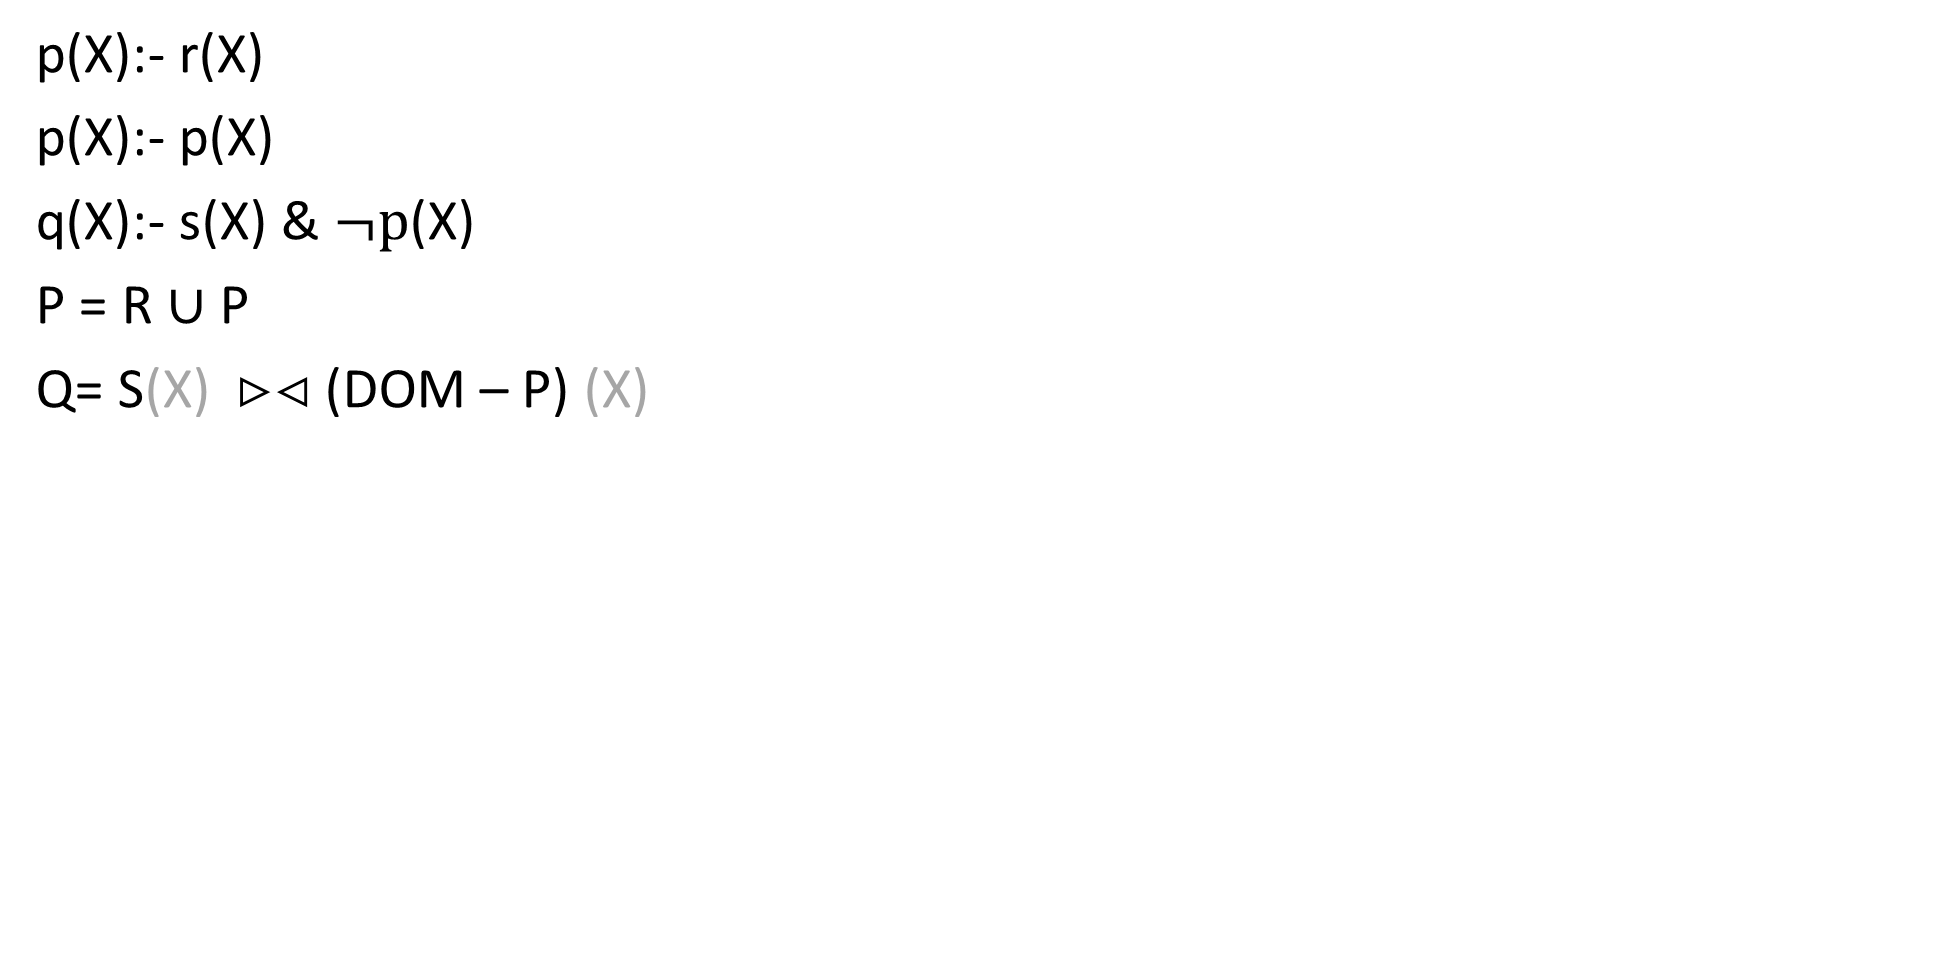 p(X):- r(X)
p(X):- p(X)
q(X):- s(X) & ¬p(X)
P = R ∪ P
Q= S(X) ▷◁ (DOM – P) (X)